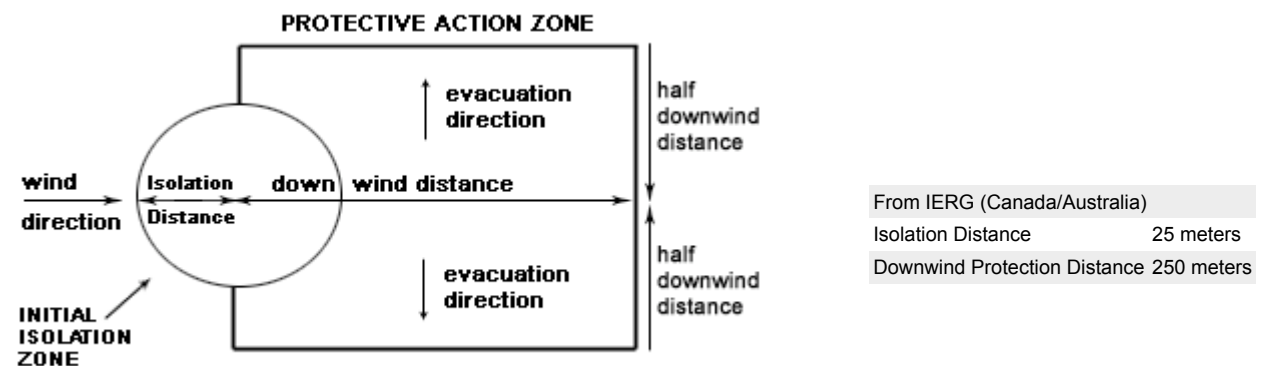 PROTECTIVE ACTION ZONE
evacuation
direction
half
downwind
distance
wind
direction
Isolation
Distance
down wind distance
evacuation
direction
half
downwind
distance
INITIAL
ISOLATION
ZONE
From IERG (Canada/Australia)
Isolation Distance 25 meters
Downwind Protection Distance 250 meters